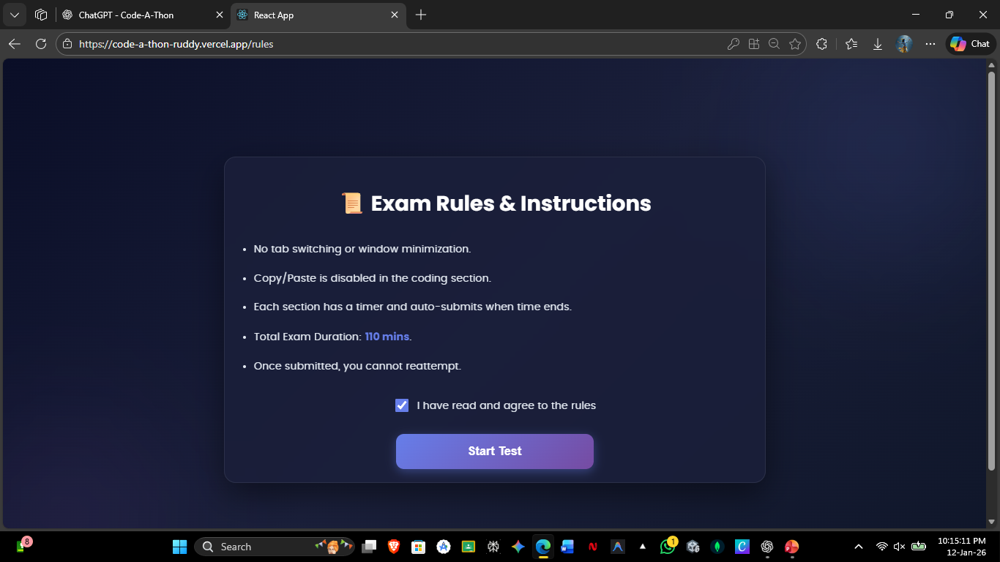 ChatGPT - Code-A-Thon
React App
https://code-a-thon-ruddy.vercel.app/rules
Chat
📜 Exam Rules & Instructions
• No tab switching or window minimization.
• Copy/Paste is disabled in the coding section.
• Each section has a timer and auto-submits when time ends.
• Total Exam Duration: 110 mins.
• Once submitted, you cannot reattempt.
I have read and agree to the rules
Start Test
8
Search
1
10:15:11 PM
12-Jan-26